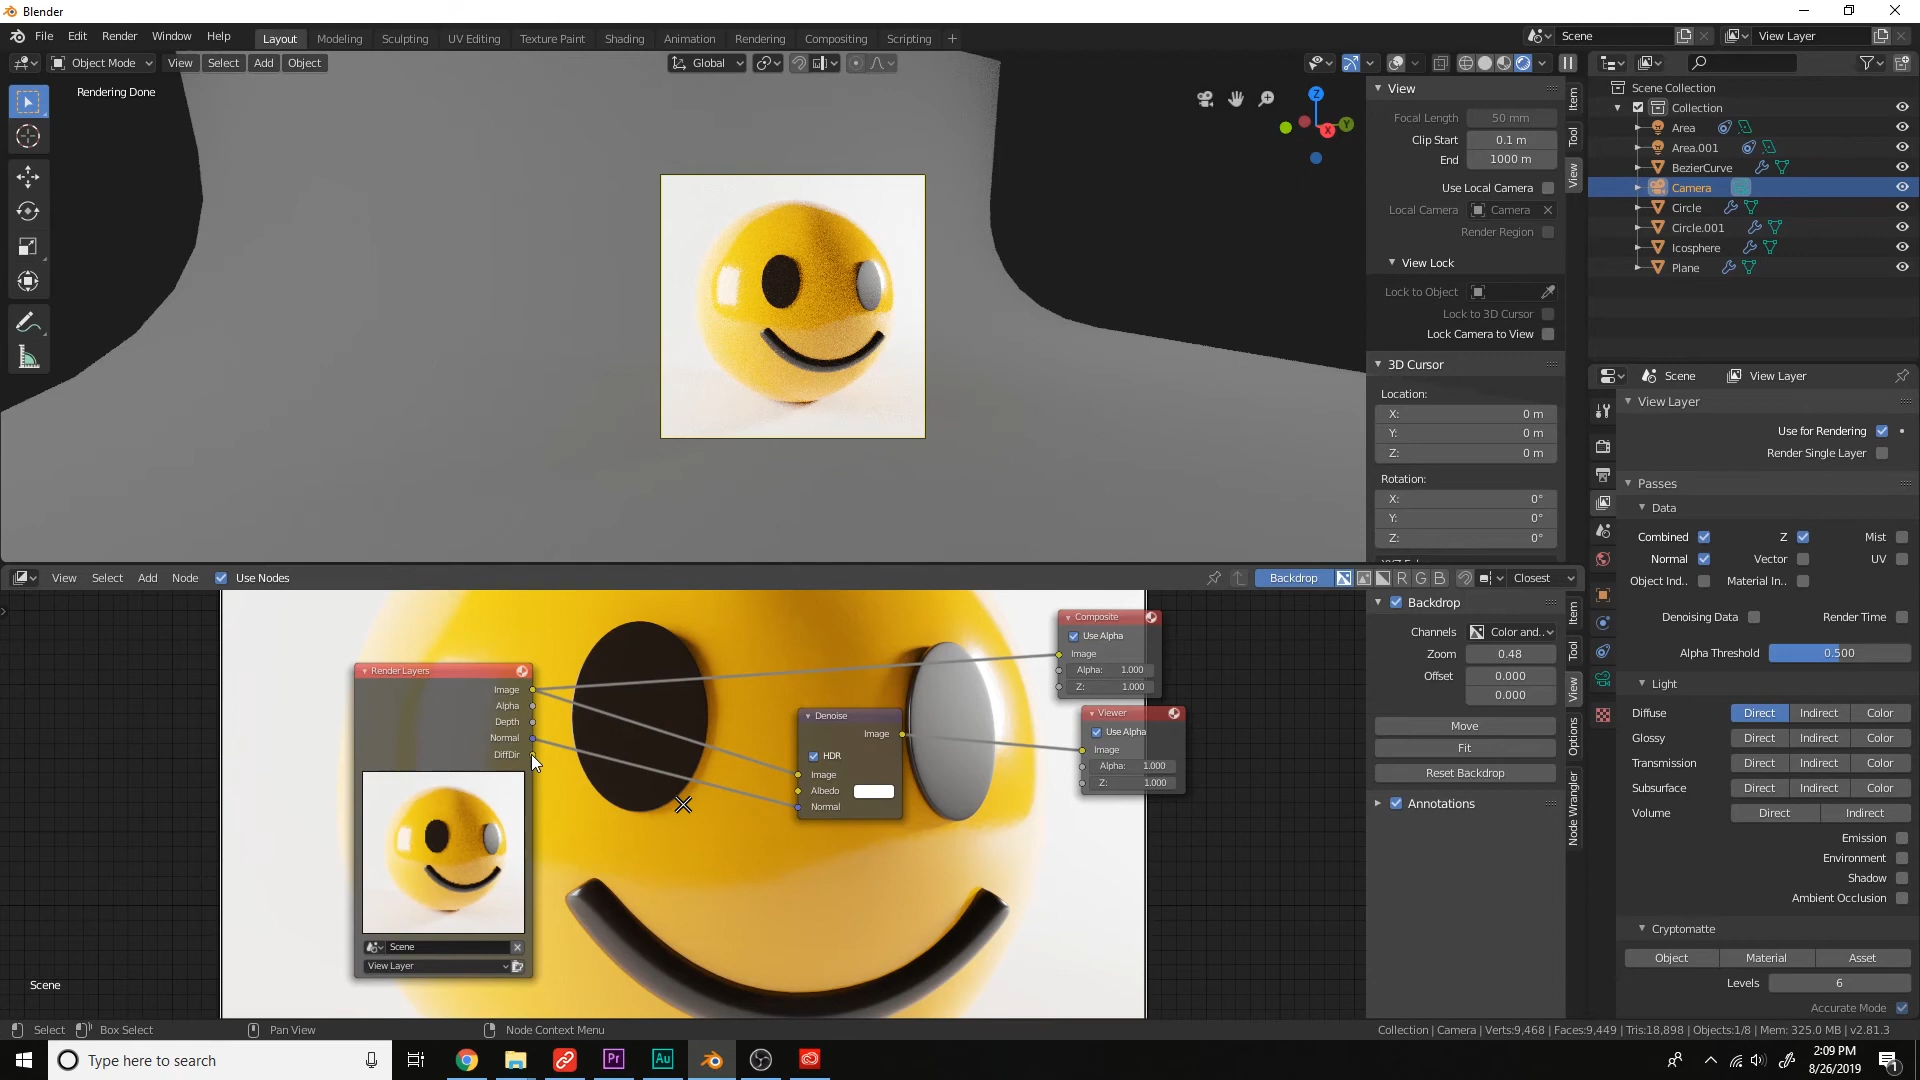 Blender
File Edit Render Window Help
Layout Modeling Sculpting UV Editing Texture Paint Shading Animation Rendering Compositing Scripting +
Scene
View Layer
Object Mode View Select Add Object
Global
Rendering Done
View
Focal Length 50 mm
Clip Start 0.1 m
End 1000 m
Use Local Camera
Local Camera Camera
Render Region
View Lock
Lock to Object
Lock to 3D Cursor
Lock Camera to View
3D Cursor
Location:
X: 0 m
Y: 0 m
Z: 0 m
Rotation:
X: 0°
Y: 0°
Z: 0°
Item
Tool
View
Z
X
Y
Scene Collection
Collection
Area
Area.001
BezierCurve
Camera
Circle
Circle.001
Icosphere
Plane
Scene View Layer
View Layer
Use for Rendering
Render Single Layer
Passes
Data
Combined Z Mist
Normal Vector UV
Object Ind.. Material In..
Denoising Data Render Time
Alpha Threshold 0.500
Light
Diffuse Direct Indirect Color
Glossy Direct Indirect Color
Transmission Direct Indirect Color
Subsurface Direct Indirect Color
Volume Direct Indirect
Emission
Environment
Shadow
Ambient Occlusion
Cryptomatte
Object Material Asset
Levels 6
Accurate Mode
View Select Add Node Use Nodes
Backdrop R G B Closest
Render Layers
Image
Alpha
Depth
Normal
DiffDir
Scene
View Layer
Denoise
Image
HDR
Image
Albedo
Normal
Composite
Use Alpha
Image
Alpha: 1.000
Z: 1.000
Viewer
Use Alpha
Image
Alpha: 1.000
Z: 1.000
Backdrop
Channels Color and..
Zoom 0.48
Offset 0.000
0.000
Move
Fit
Reset Backdrop
Annotations
Item
Tool
View
Options
Node Wrangler
Scene
Select Box Select Pan View Node Context Menu
Collection | Camera | Verts:9,468 | Faces:9,449 | Tris:18,898 | Objects:1/8 | Mem: 325.0 MB | v2.81.3
Type here to search
Pr
Au
2:09 PM
8/26/2019
1